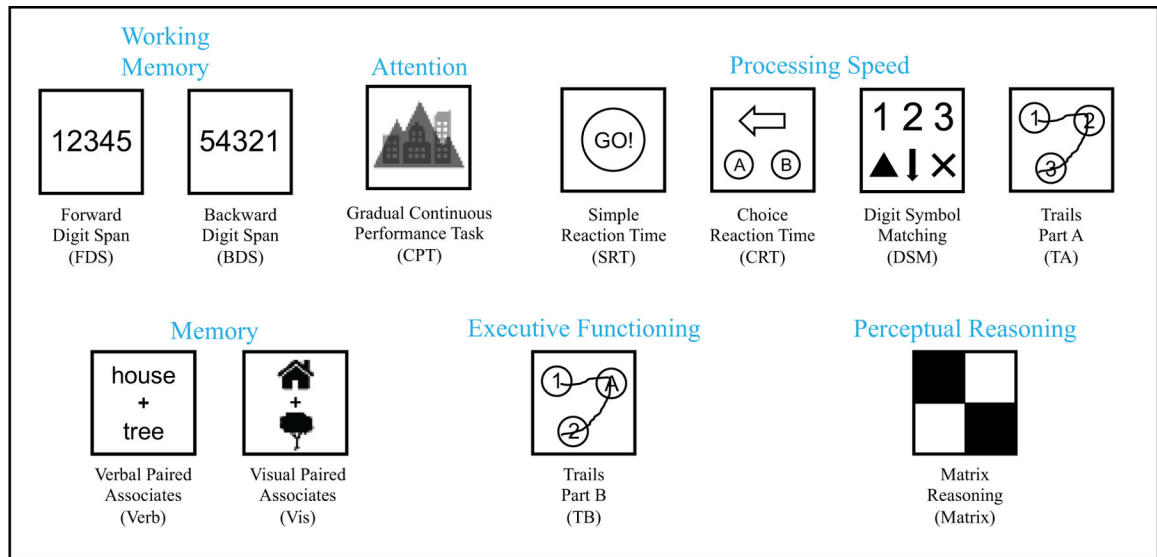 Working
Memory
Attention
Processing Speed
12345
54321
GO!
A B
1 2 3
1 2
3
Forward
Digit Span
(FDS)
Backward
Digit Span
(BDS)
Gradual Continuous
Performance Task
(CPT)
Simple
Reaction Time
(SRT)
Choice
Reaction Time
(CRT)
Digit Symbol
Matching
(DSM)
Trails
Part A
(TA)
Memory
Executive Functioning
Perceptual Reasoning
house
+
tree
+
1 A
2
Verbal Paired
Associates
(Verb)
Visual Paired
Associates
(Vis)
Trails
Part B
(TB)
Matrix
Reasoning
(Matrix)